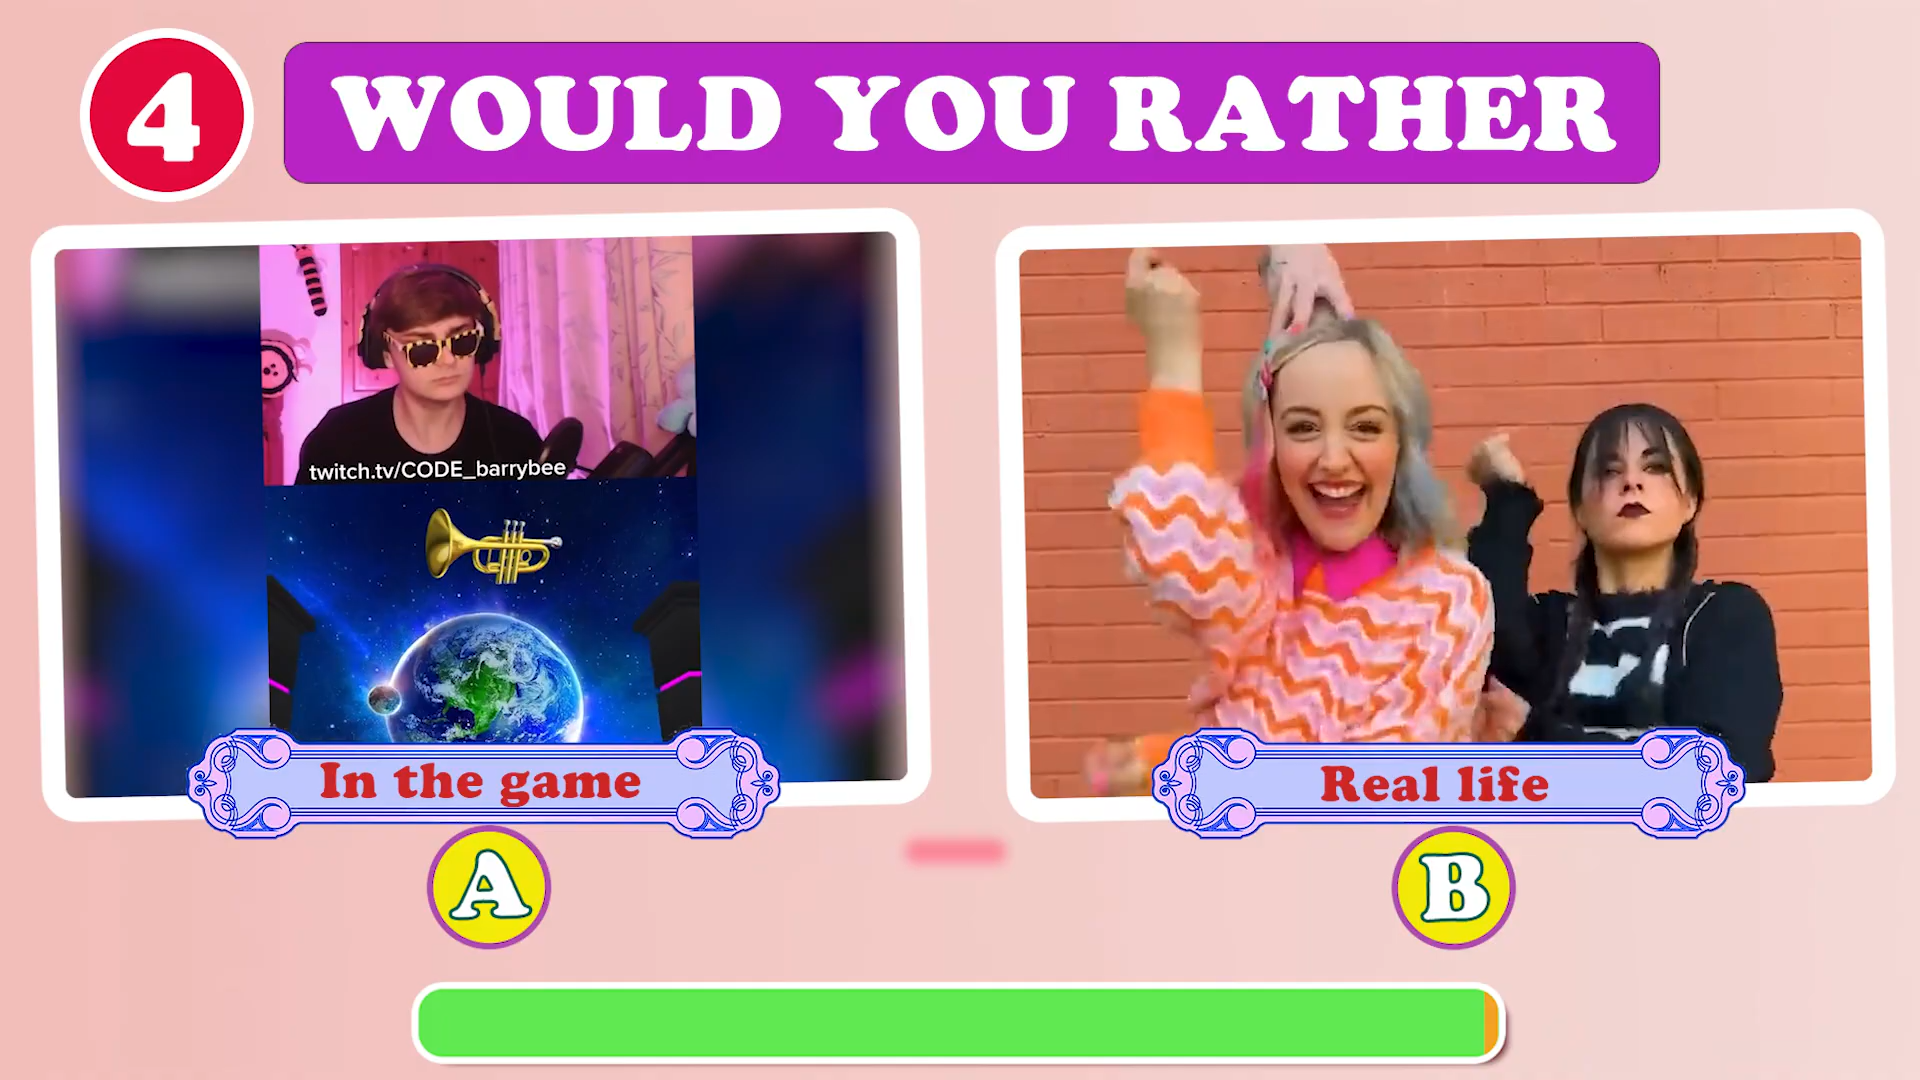 4
WOULD YOU RATHER
twitch.tv/CODE_barrybee
In the game
Real life
A
B